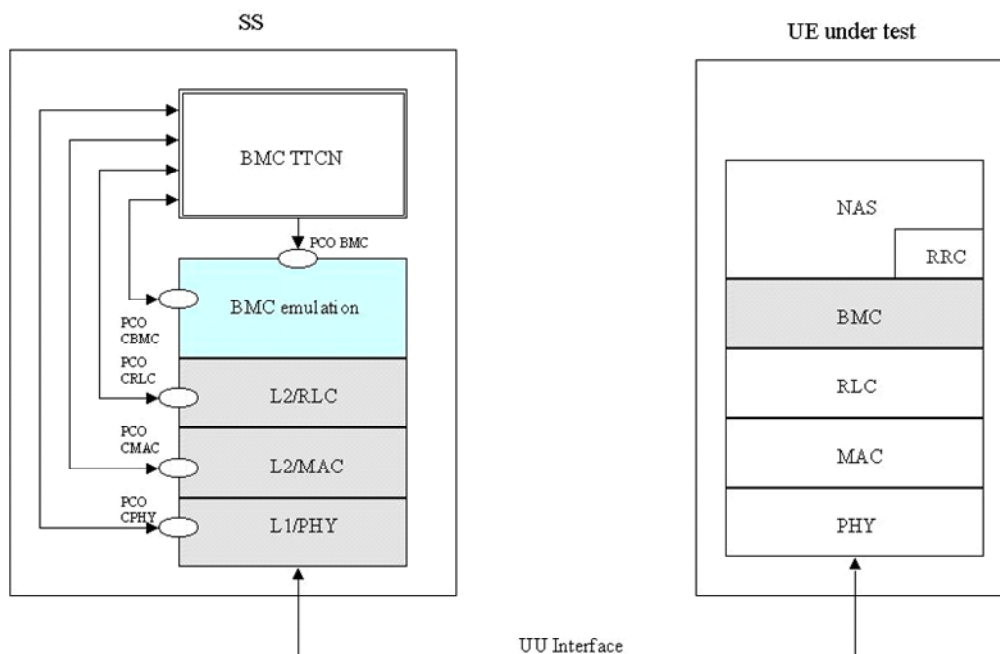 SS
UE under test
BMC TTCN
PCO BMC
BMC emulation
PCO
CBMC
PCO
CRLC
L2/RLC
PCO
CMAC
L2/MAC
PCO
CPHY
L1/PHY
NAS
RRC
BMC
RLC
MAC
PHY
UU Interface